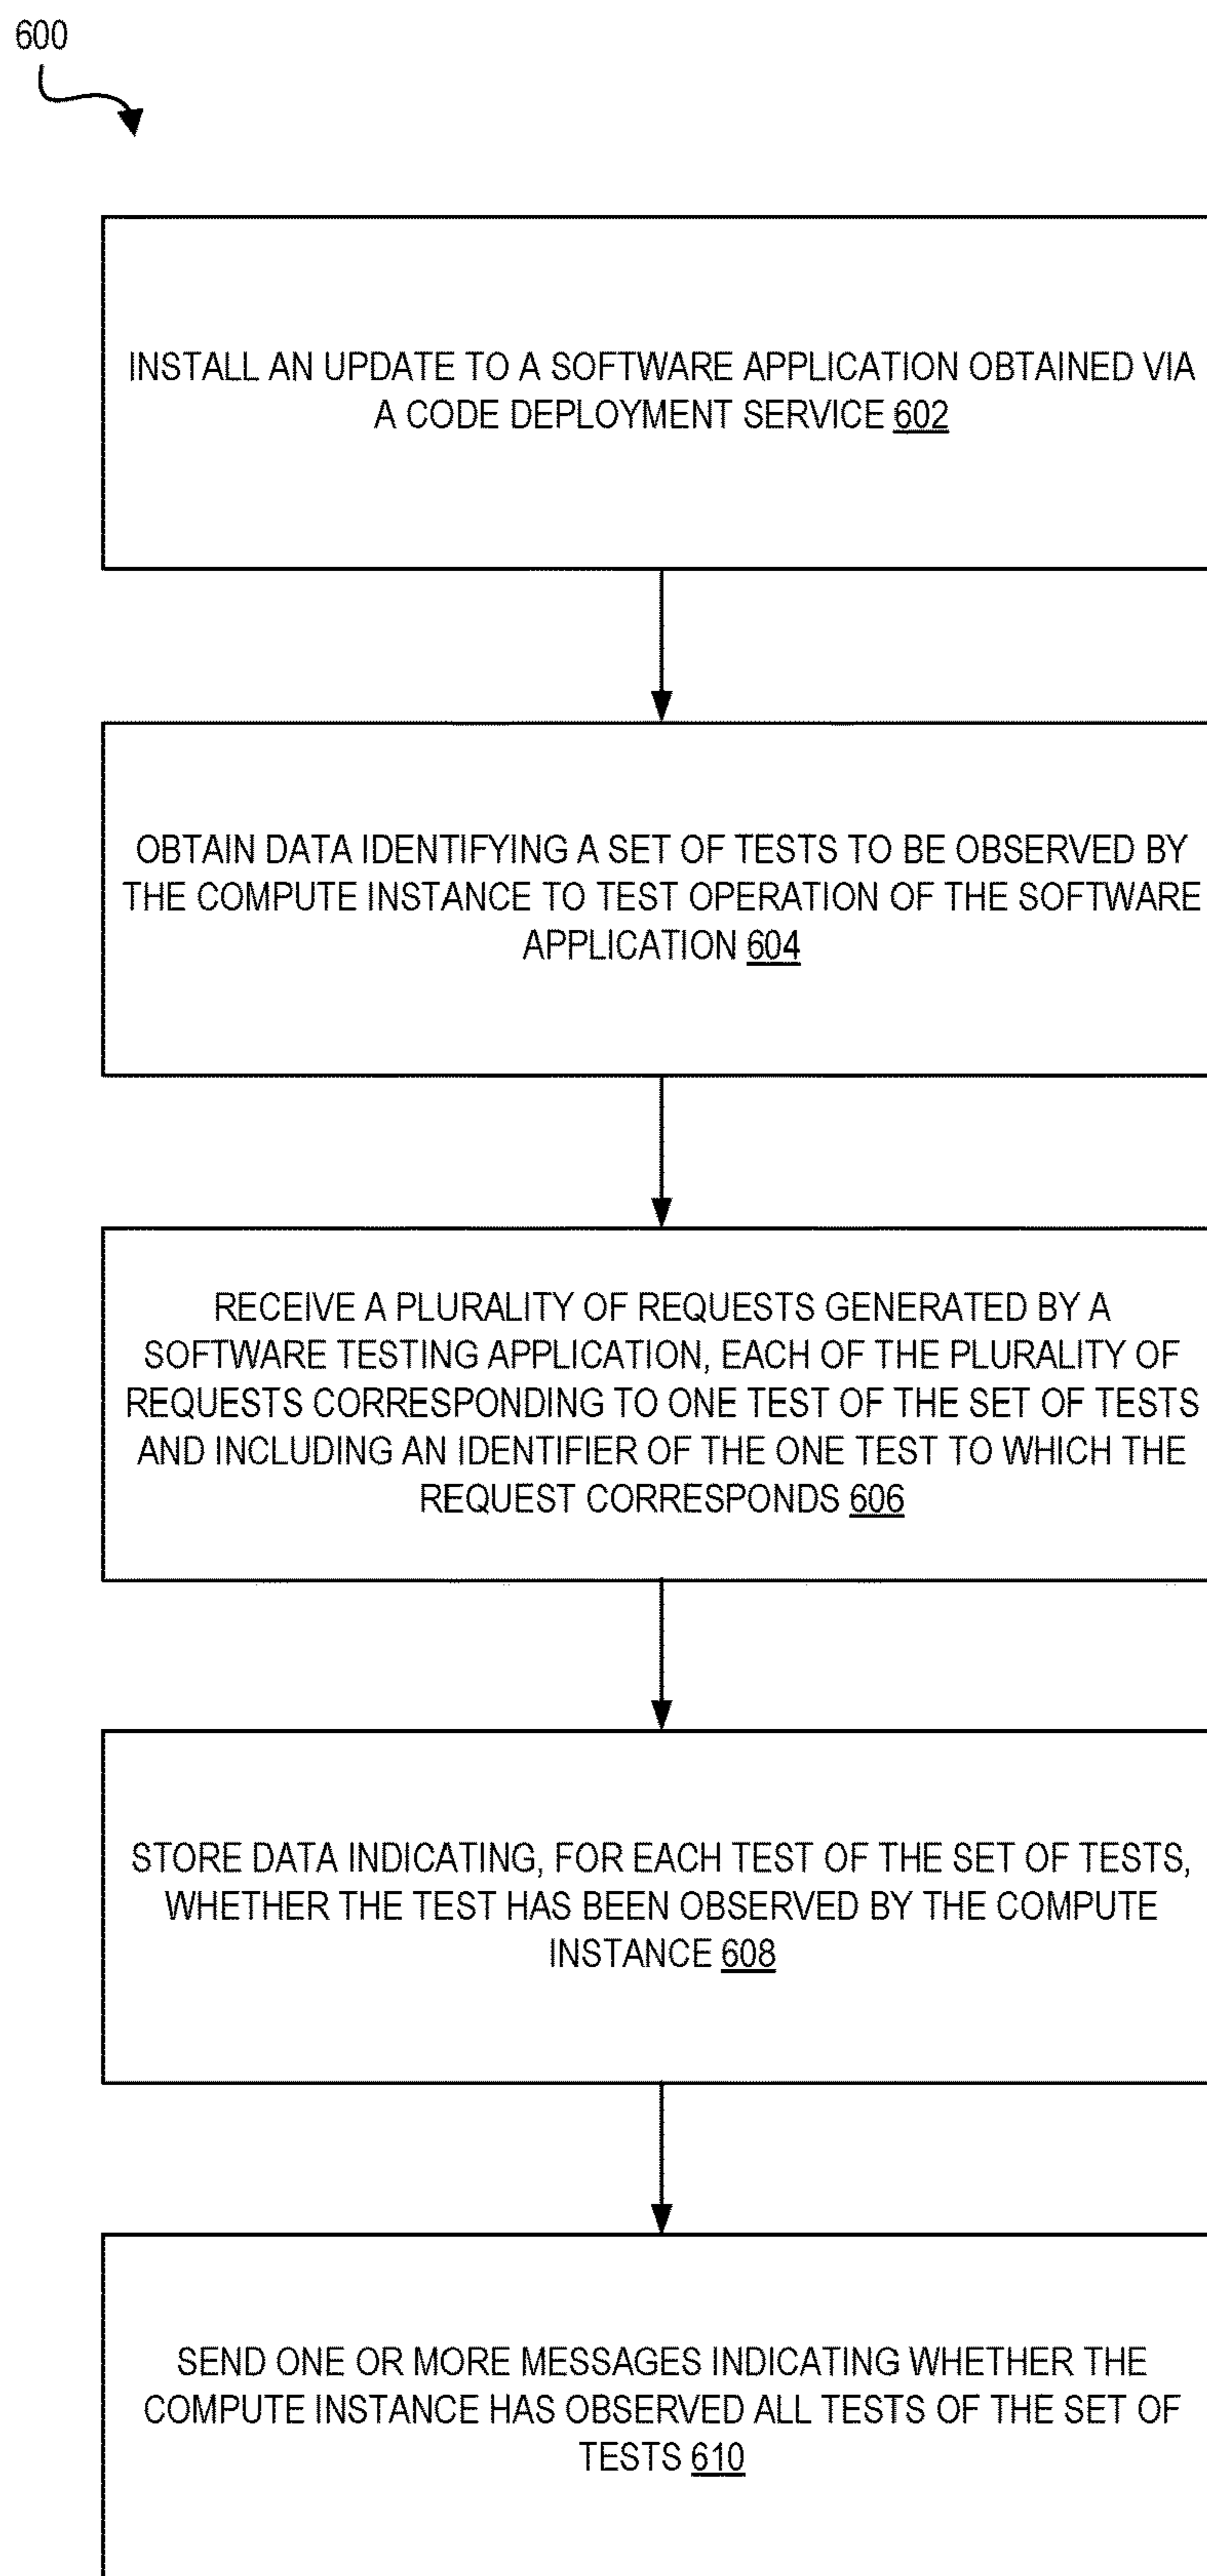 600
INSTALL AN UPDATE TO A SOFTWARE APPLICATION OBTAINED VIA
A CODE DEPLOYMENT SERVICE 602
OBTAIN DATA IDENTIFYING A SET OF TESTS TO BE OBSERVED BY
THE COMPUTE INSTANCE TO TEST OPERATION OF THE SOFTWARE
APPLICATION 604
RECEIVE A PLURALITY OF REQUESTS GENERATED BY A
SOFTWARE TESTING APPLICATION, EACH OF THE PLURALITY OF
REQUESTS CORRESPONDING TO ONE TEST OF THE SET OF TESTS
AND INCLUDING AN IDENTIFIER OF THE ONE TEST TO WHICH THE
REQUEST CORRESPONDS 606
STORE DATA INDICATING, FOR EACH TEST OF THE SET OF TESTS,
WHETHER THE TEST HAS BEEN OBSERVED BY THE COMPUTE
INSTANCE 608
SEND ONE OR MORE MESSAGES INDICATING WHETHER THE
COMPUTE INSTANCE HAS OBSERVED ALL TESTS OF THE SET OF
TESTS 610